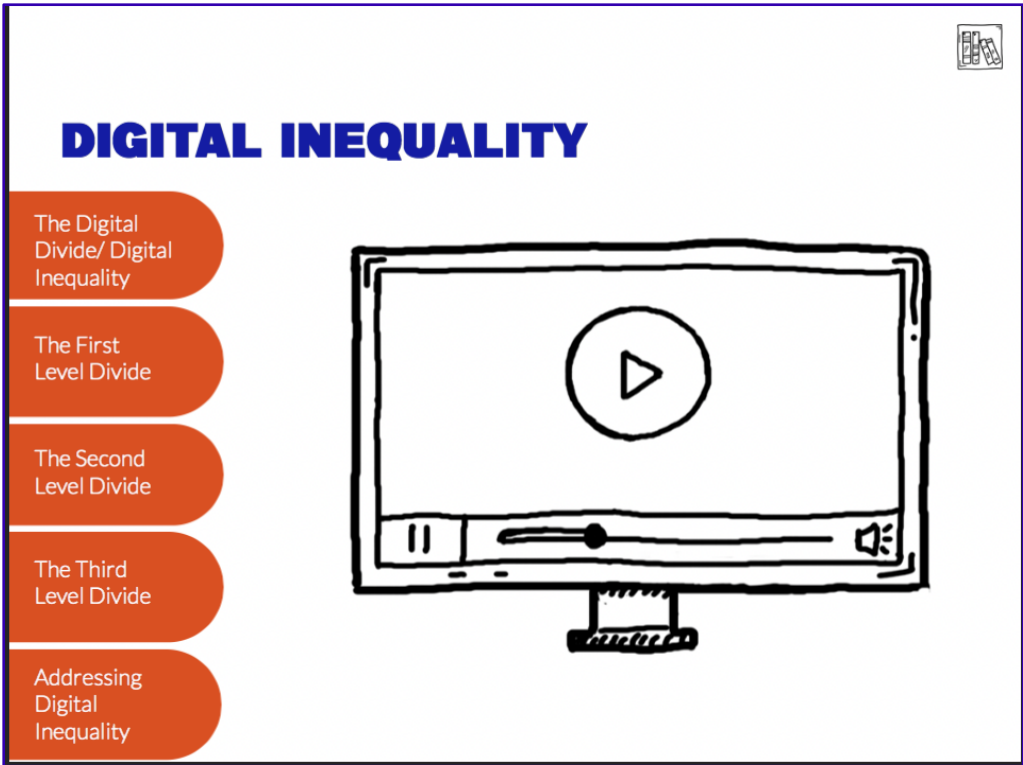 DIGITAL INEQUALITY
The Digital
Divide/ Digital
Inequality
The First
Level Divide
The Second
Level Divide
The Third
Level Divide
Addressing
Digital
Inequality